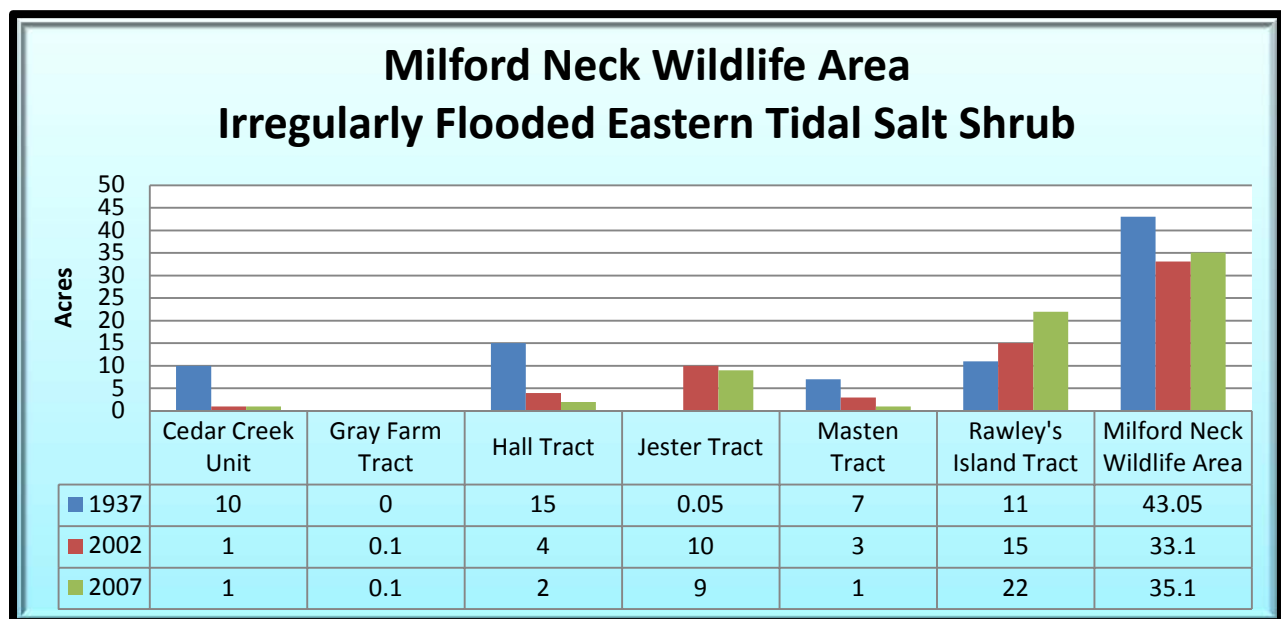 Milford Neck Wildlife Area
Irregularly Flooded Eastern Tidal Salt Shrub
Acres
50
45
40
35
30
25
20
15
10
5
0
Cedar Creek Unit Gray Farm Tract Hall Tract Jester Tract Masten Tract Rawley's Island Tract Milford Neck Wildlife Area
1937 10 0 15 0.05 7 11 43.05
2002 1 0.1 4 10 3 15 33.1
2007 1 0.1 2 9 1 22 35.1